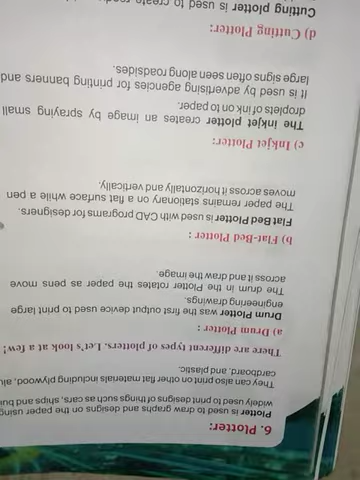 6. Plotter:
Plotter is used to draw graphs and designs on the paper using
widely used to print designs of things such as cars, ships and
They can also print on other flat materials including plywood,
cardboard, and plastic.
There are different types of plotters. Let's look at a few!
a) Drum Plotter :
Drum Plotter was the first output device used to print large
engineering drawings.
The drum in the Plotter rotates the paper as pens move
across it and draw the image.
b) Flat-Bed Plotter :
Flat Bed Plotter is used with CAD programs for designers.
The paper remains stationary on a flat surface while a pen
moves across it horizontally and vertically.
c) Inkjet Plotter:
The inkjet plotter creates an image by spraying small
droplets of ink on to paper.
It is used by advertising agencies for printing banners and
large signs often seen along roadsides.
d) Cutting Plotter:
Cutting plotter is used to create